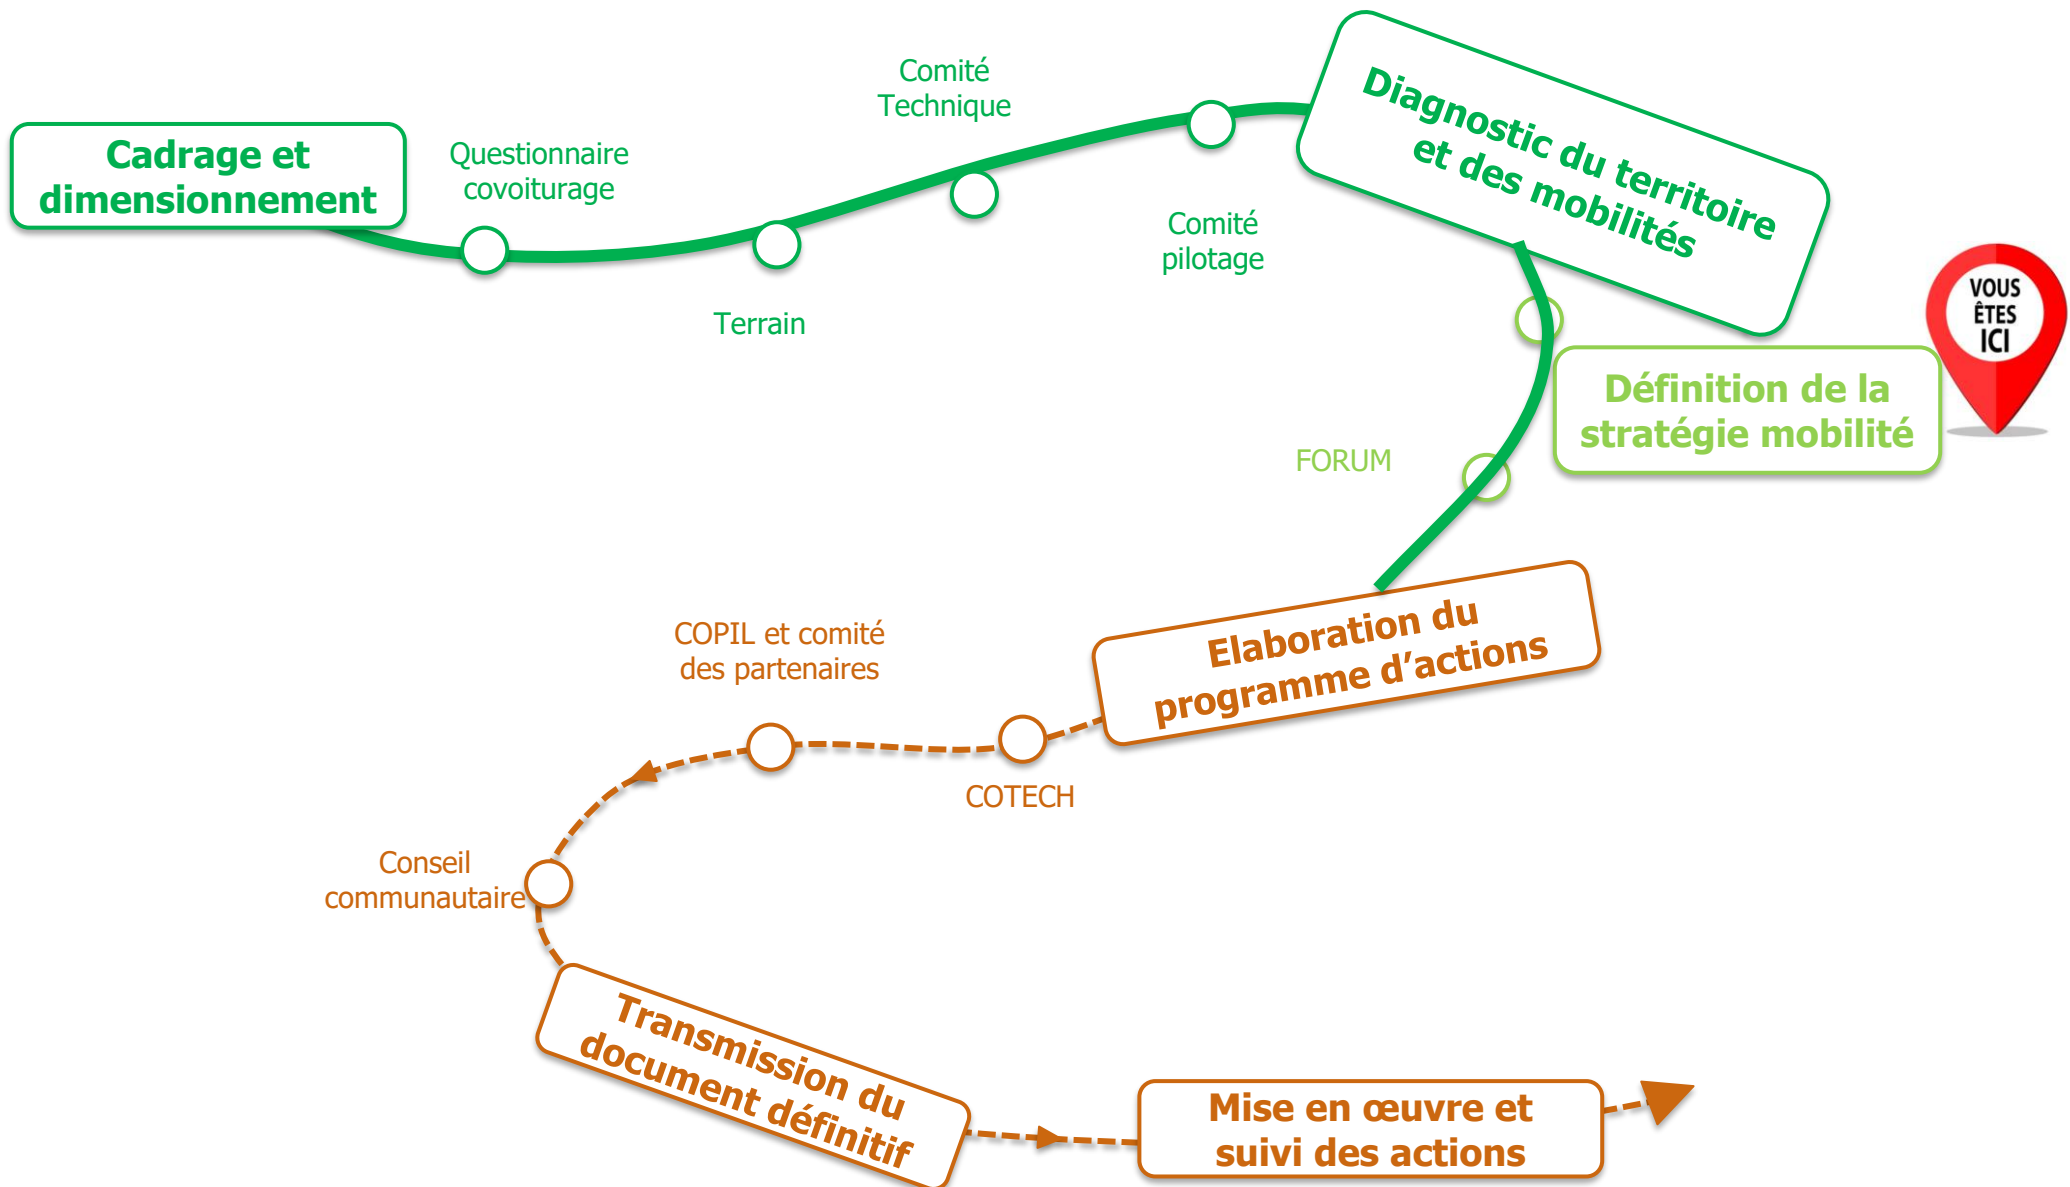 Cadrage et
dimensionnement
Questionnaire
covoiturage
Terrain
Comité
Technique
Comité
pilotage
Diagnostic du territoire
et des mobilités
VOUS
ÊTES
ICI
Définition de la
stratégie mobilité
FORUM
Elaboration du
programme d’actions
COTECH
COPIL et comité
des partenaires
Conseil
communautaire
Transmission du
document définitif
Mise en œuvre et
suivi des actions